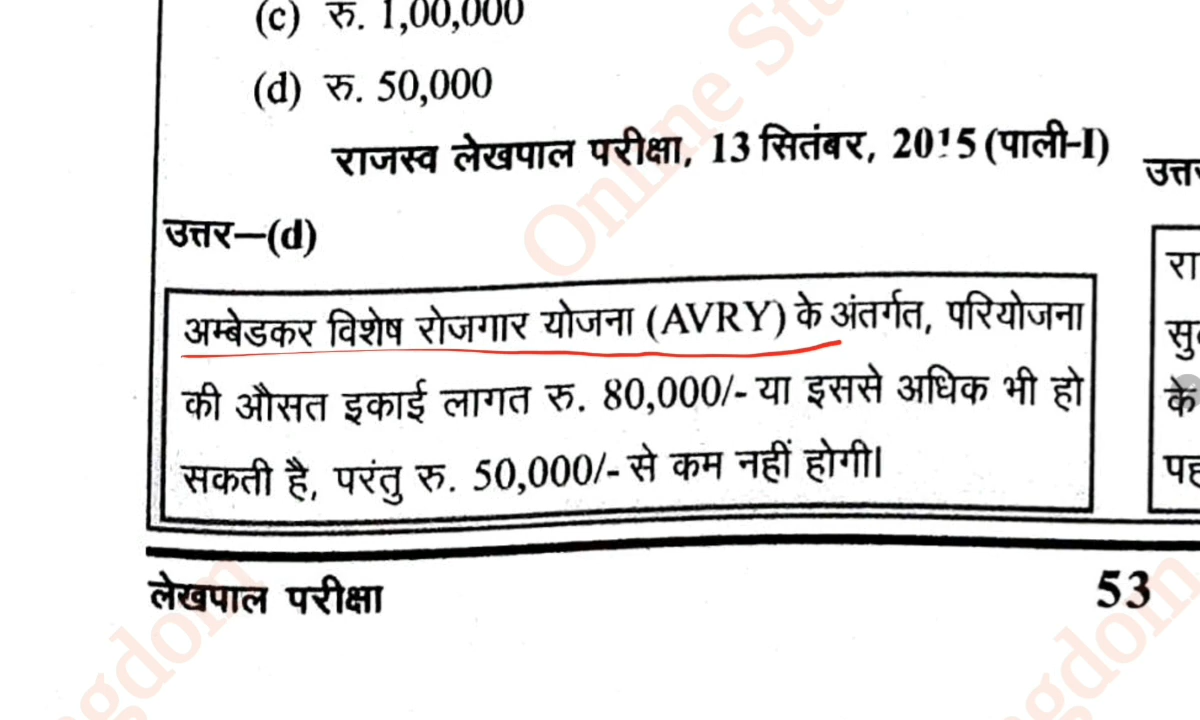 (c) रु. 1,00,000
(d) रु. 50,000
राजस्व लेखपाल परीक्षा, 13 सितंबर, 2015 (पाली-I)
उत्तर—(d)
अम्बेडकर विशेष रोजगार योजना (AVRY) के अंतर्गत, परियोजना
की औसत इकाई लागत रु. 80,000/- या इससे अधिक भी हो
सकती है, परंतु रु. 50,000/- से कम नहीं होगी।
लेखपाल परीक्षा
53
रा
के
Online